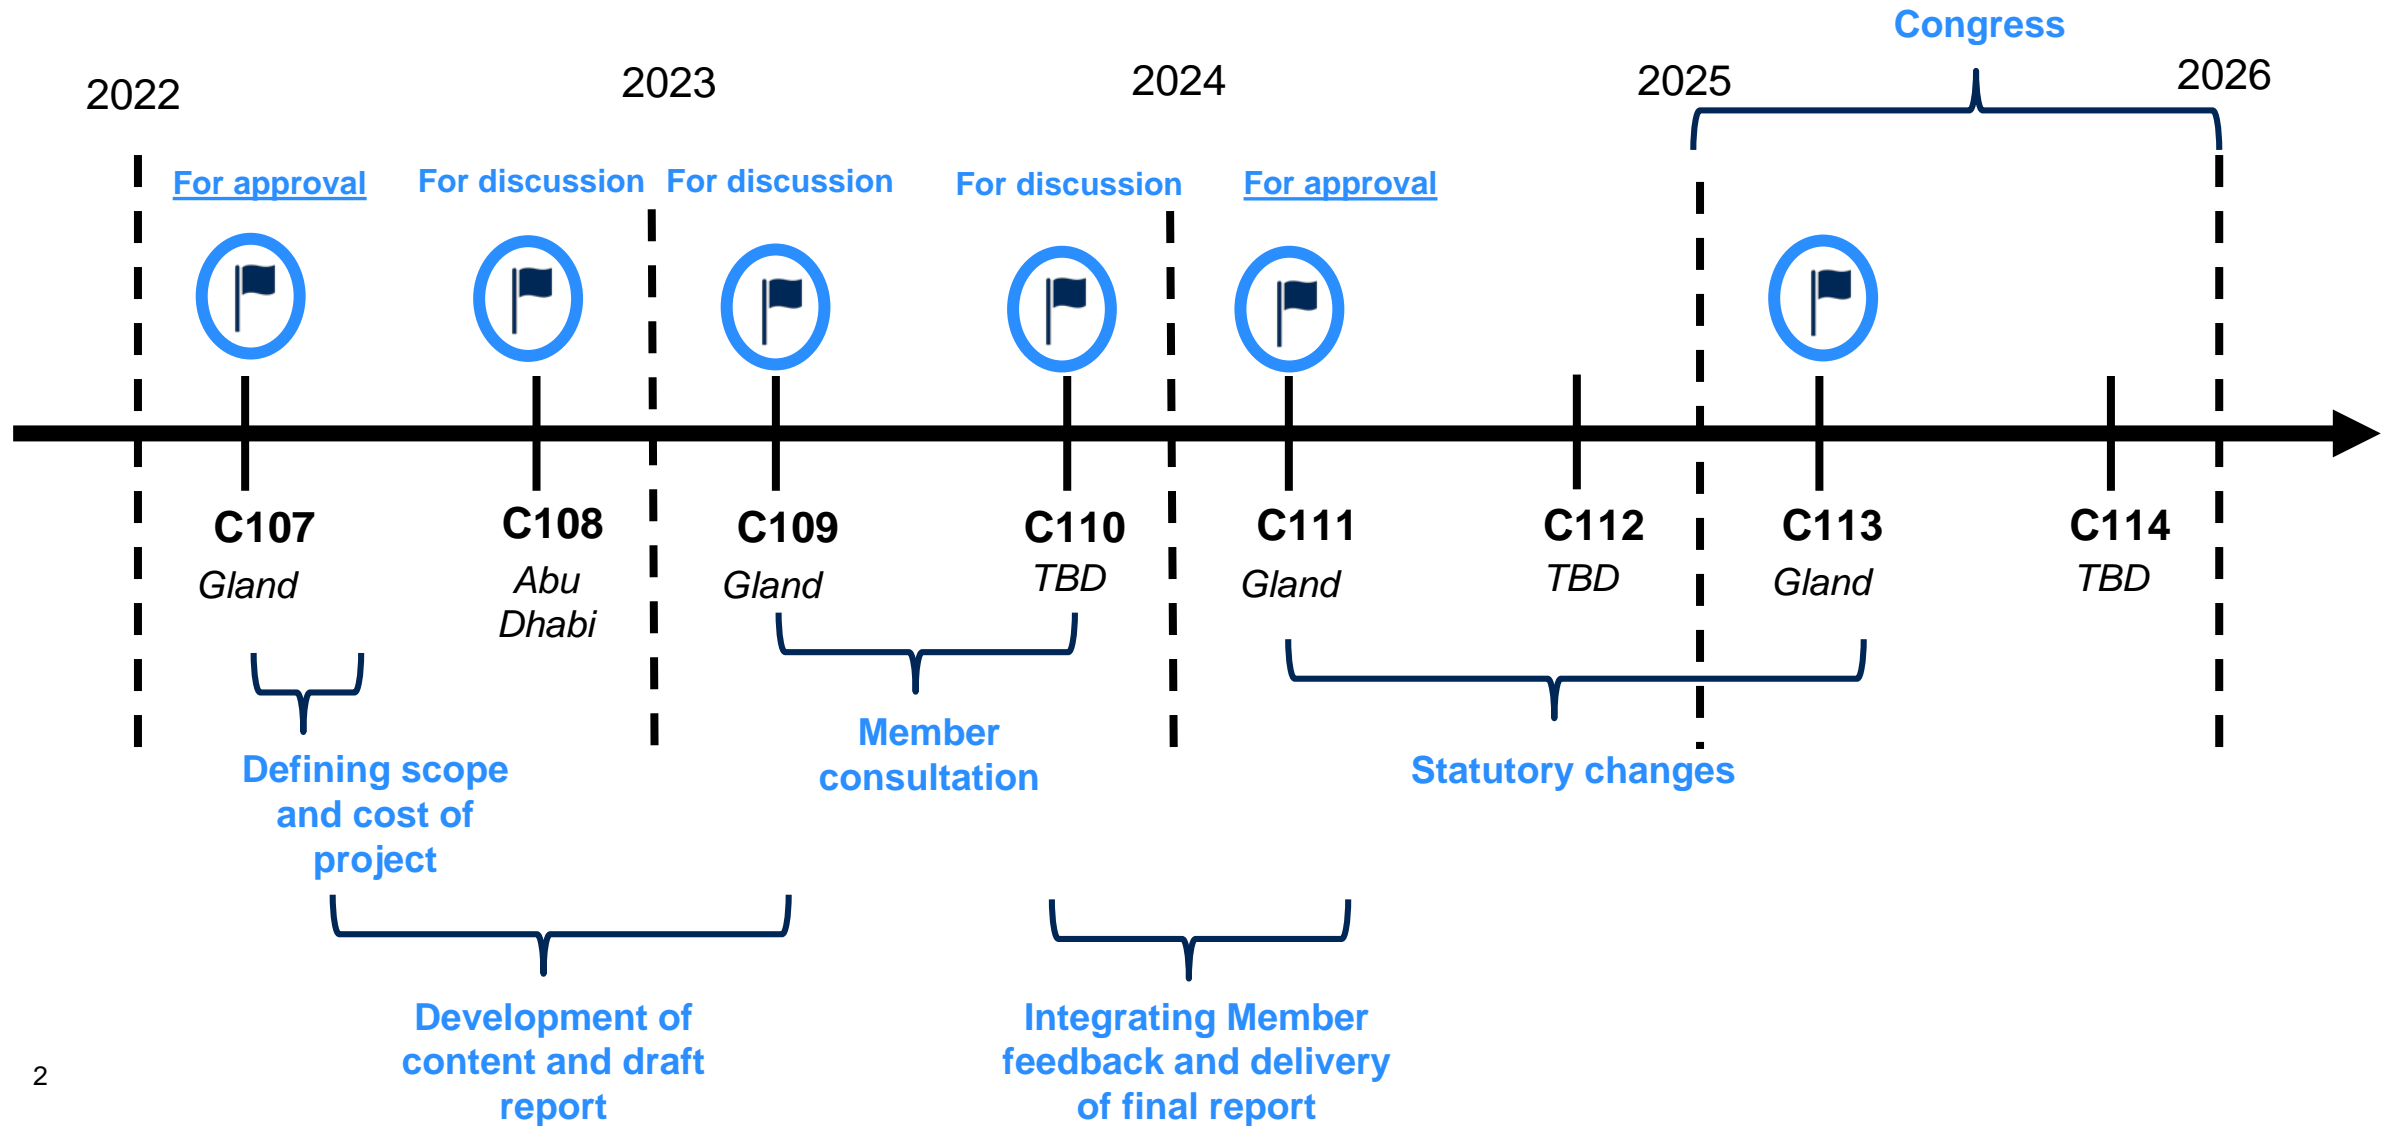 Congress
2022
2023
2024
2025
2026
For approval
For discussion
For discussion
For discussion
For approval
C107
C108
C109
C110
C111
C112
C113
C114
Gland
Abu
Dhabi
Gland
TBD
Gland
TBD
Gland
TBD
Defining scope
and cost of
project
Member
consultation
Statutory changes
Development of
content and draft
report
Integrating Member
feedback and delivery
of final report
2